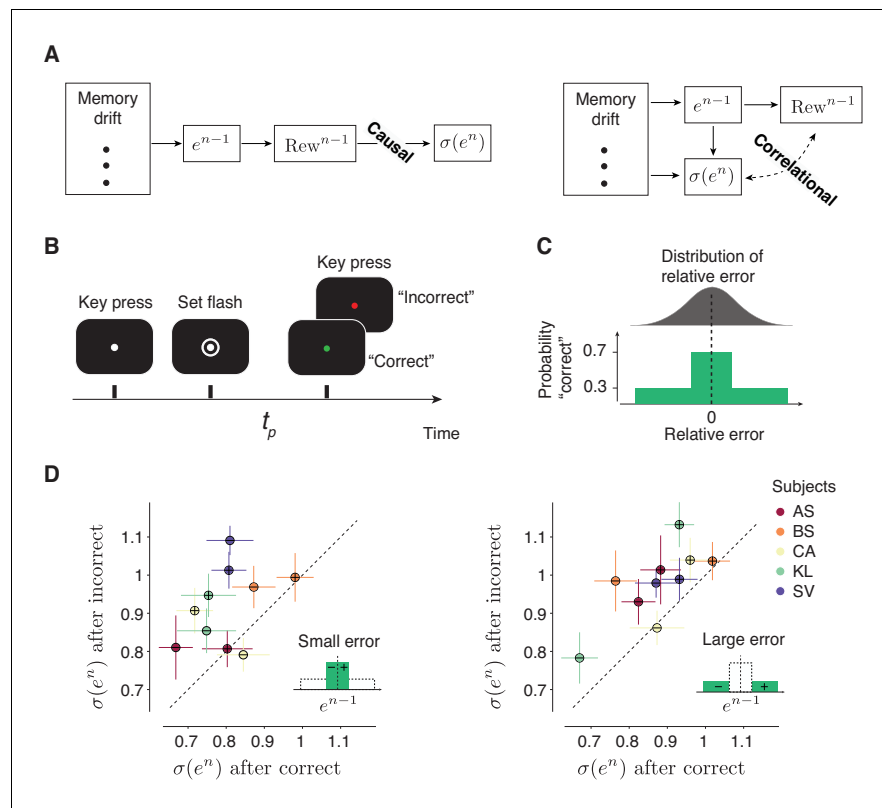 A
Memory
drift
e^{n−1}
Rew^{n−1}
Causal
σ(e^n)
Memory
drift
e^{n−1}
Rew^{n−1}
σ(e^n)
Correlational
B
Key press
Set flash
Key press
"Incorrect"
"Correct"
t_p
Time
C
Distribution of
relative error
Probability
"correct"
0.7
0.3
0
Relative error
D
σ(e^n) after incorrect
1.1
1
0.9
0.8
0.7
Small error
− +
e^{n−1}
0.7 0.8 0.9 1 1.1
σ(e^n) after correct
σ(e^n) after incorrect
1.1
1
0.9
0.8
0.7
Large error
− +
e^{n−1}
0.7 0.8 0.9 1 1.1
σ(e^n) after correct
Subjects
AS
BS
CA
KL
SV